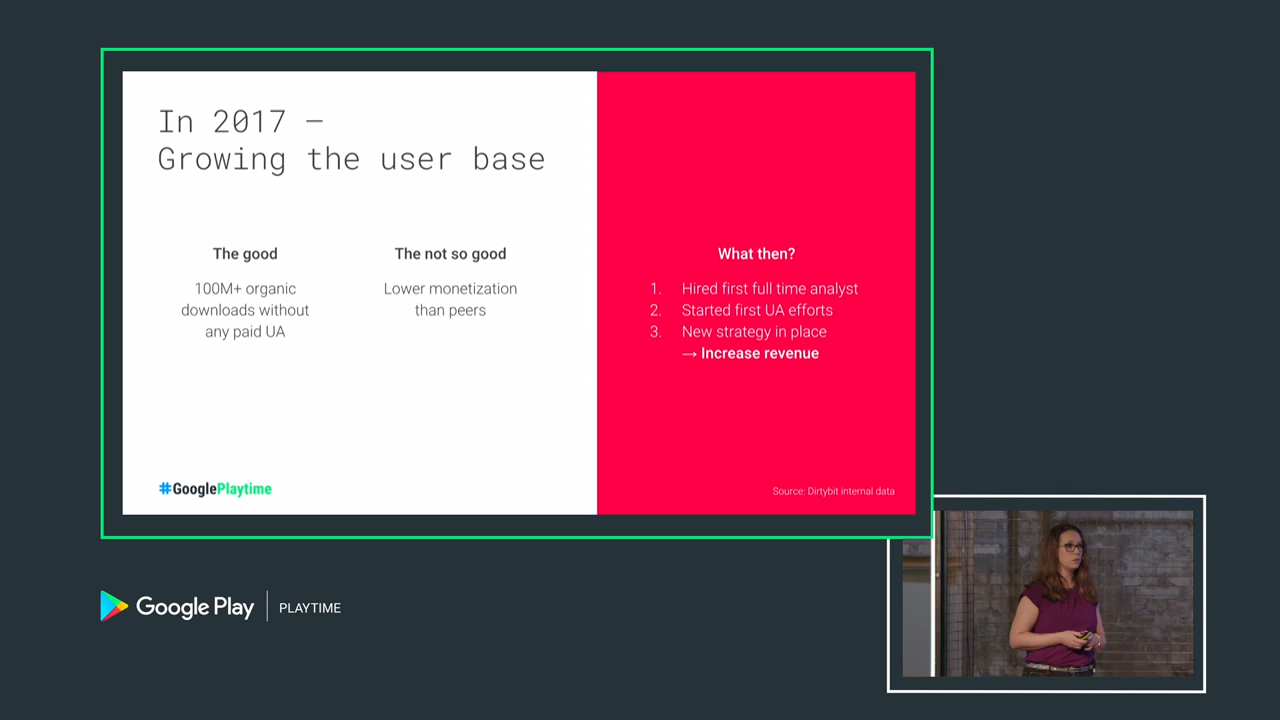 In 2017 –
Growing the user base
The good
100M+ organic
downloads without
any paid UA
The not so good
Lower monetization
than peers
What then?
1. Hired first full time analyst
2. Started first UA efforts
3. New strategy in place
→ Increase revenue
#GooglePlaytime
Source: Dirtybit internal data
Google Play | PLAYTIME